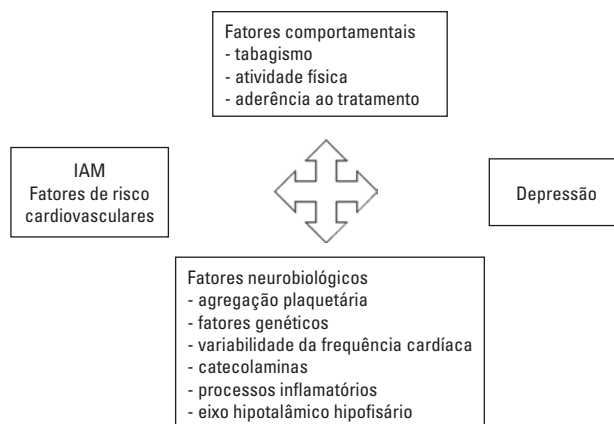 Fatores comportamentais
- tabagismo
- atividade física
- aderência ao tratamento
IAM
Fatores de risco
cardiovasculares
Depressão
Fatores neurobiológicos
- agregação plaquetária
- fatores genéticos
- variabilidade da frequência cardíaca
- catecolaminas
- processos inflamatórios
- eixo hipotalâmico hipofisário